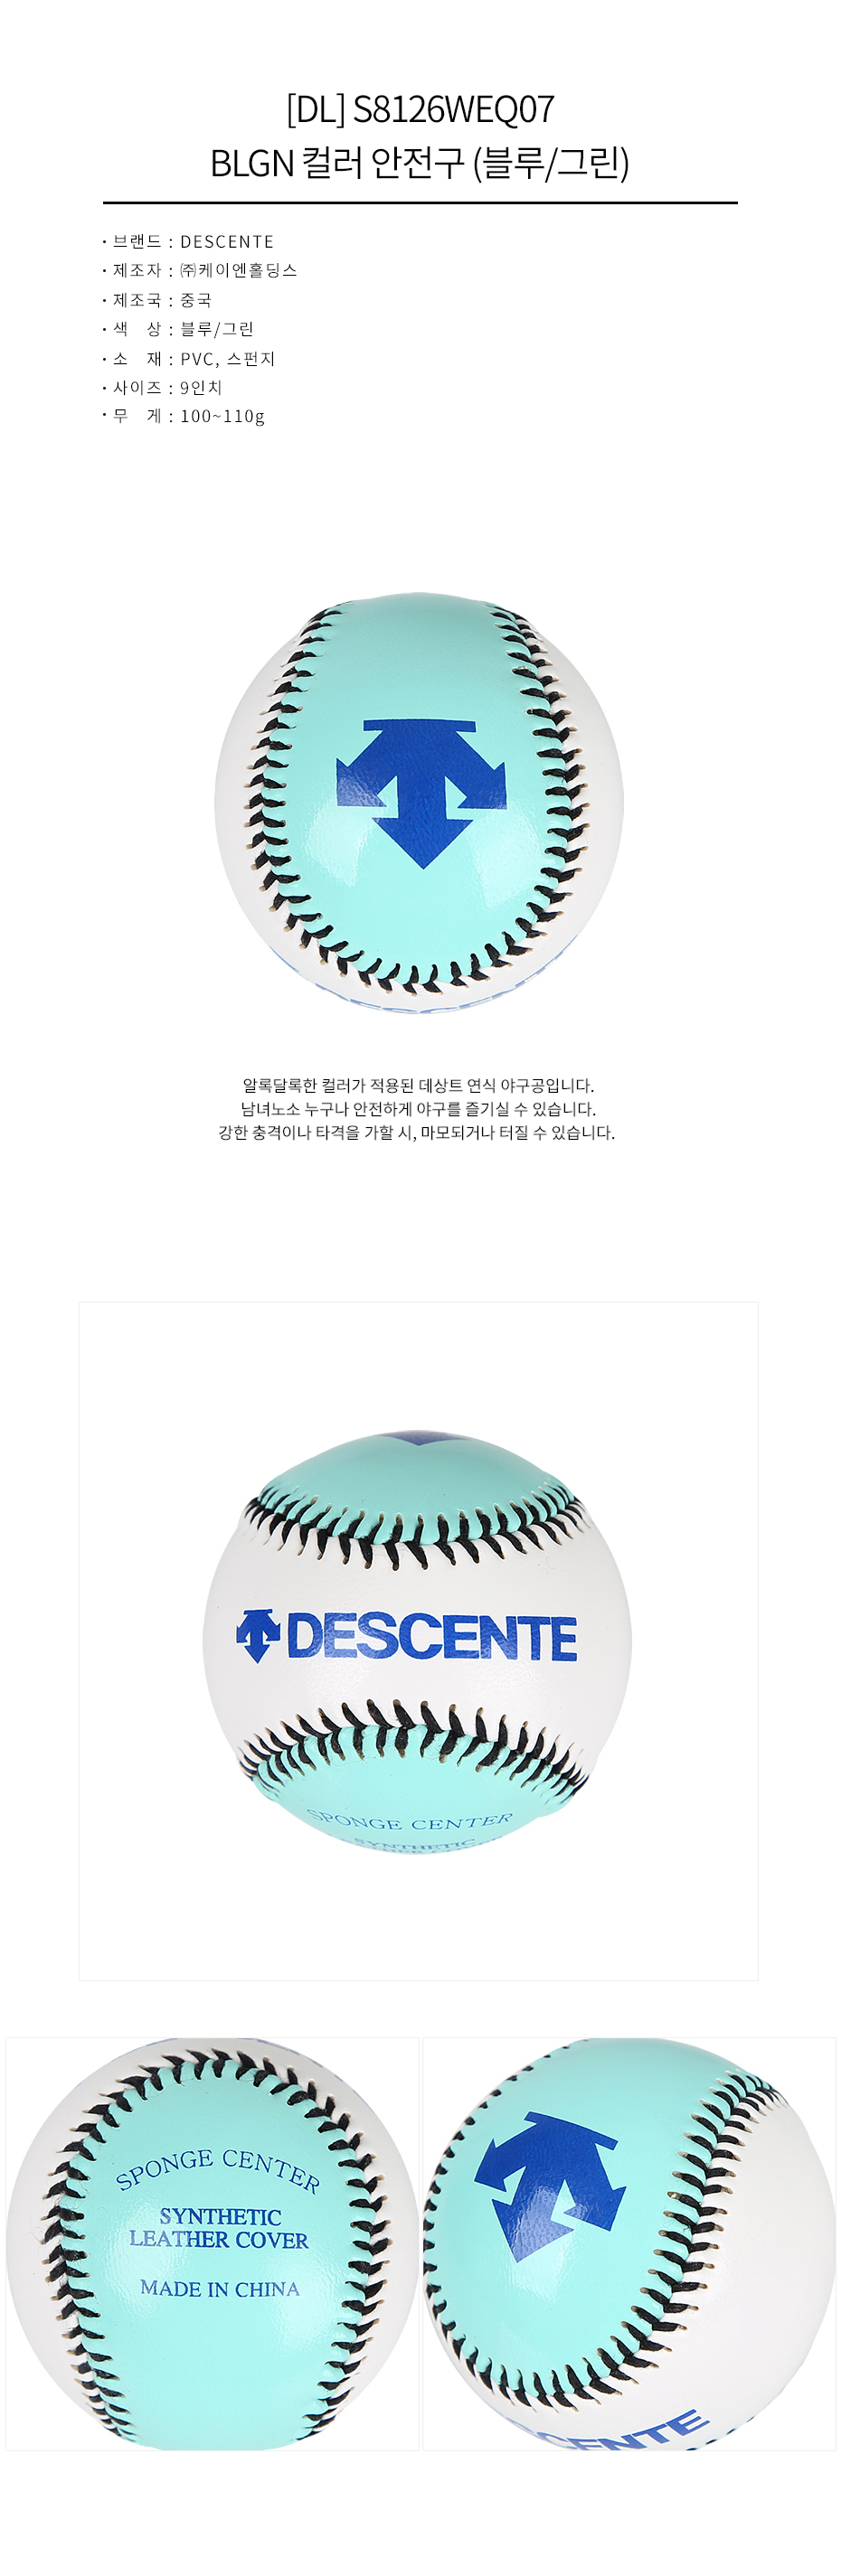 [DL] S8126WEQ07
BLGN 컬러 안전구 (블루/그린)
· 브랜드 : DESCENTE
· 제조자 : ㈜케이엔홀딩스
· 제조국 : 중국
· 색 상 : 블루/그린
· 소 재 : PVC, 스펀지
· 사이즈 : 9인치
· 무 게 : 100~110g
알록달록한 컬러가 적용된 데상트 연식 야구공입니다.
남녀노소 누구나 안전하게 야구를 즐기실 수 있습니다.
강한 충격이나 타격을 가할 시, 마모되거나 터질 수 있습니다.
DESCENTE
SPONGE CENTER
SYNTHETIC
SPONGE CENTER
SYNTHETIC
LEATHER COVER
MADE IN CHINA